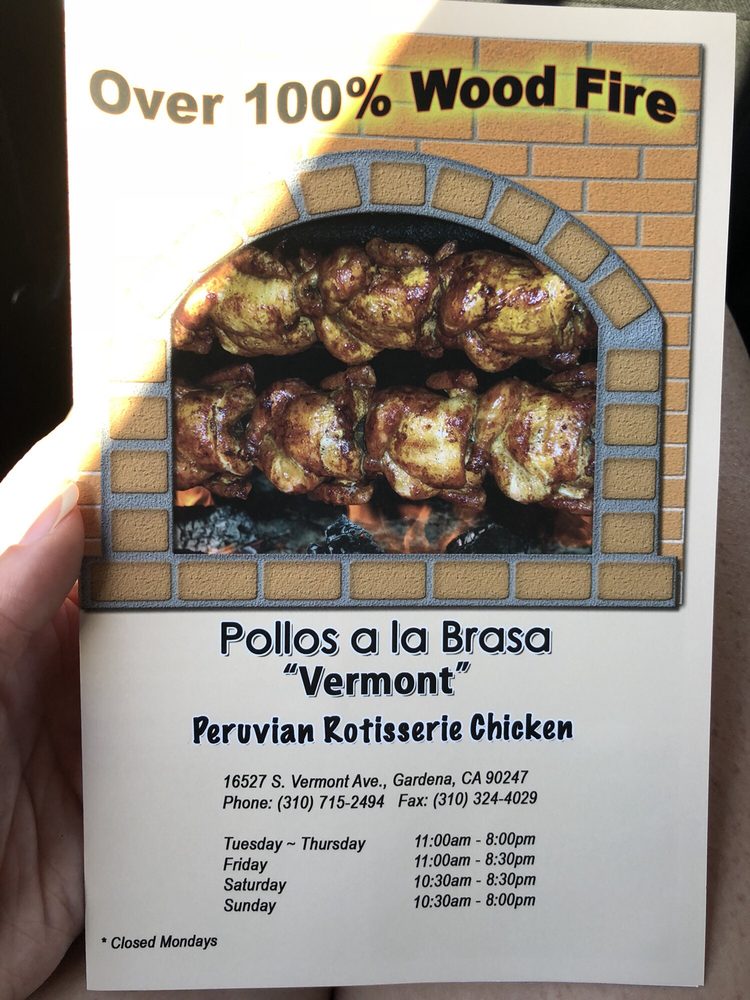 Over 100% Wood Fire
Pollos a la Brasa
“Vermont”
Peruvian Rotisserie Chicken
16527 S. Vermont Ave., Gardena, CA 90247
Phone: (310) 715-2494 Fax: (310) 324-4029
Tuesday ~ Thursday 11:00am - 8:00pm
Friday 11:00am - 8:30pm
Saturday 10:30am - 8:30pm
Sunday 10:30am - 8:00pm
* Closed Mondays